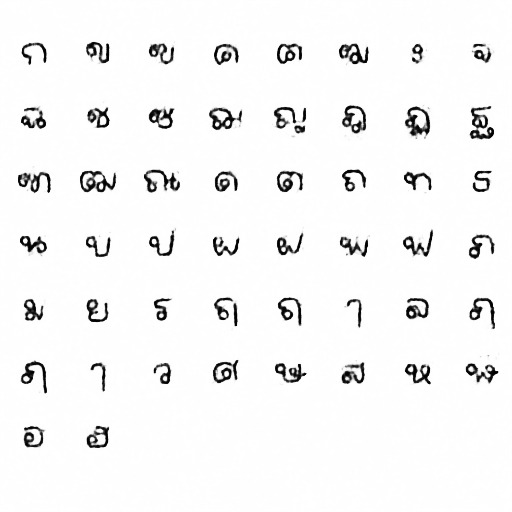 ก ข ฃ ค ฅ ฆ ง จ
ฉ ช ซ ฌ ญ ฎ ฏ ฐ
ฑ ฒ ณ ด ต ถ ท ธ
น บ ป ผ ฝ พ ฟ ภ
ม ย ร ฤ ฤ ๅ ล ฦ
ฦ ๅ ว ศ ษ ส ห ฬ
อ ฮ